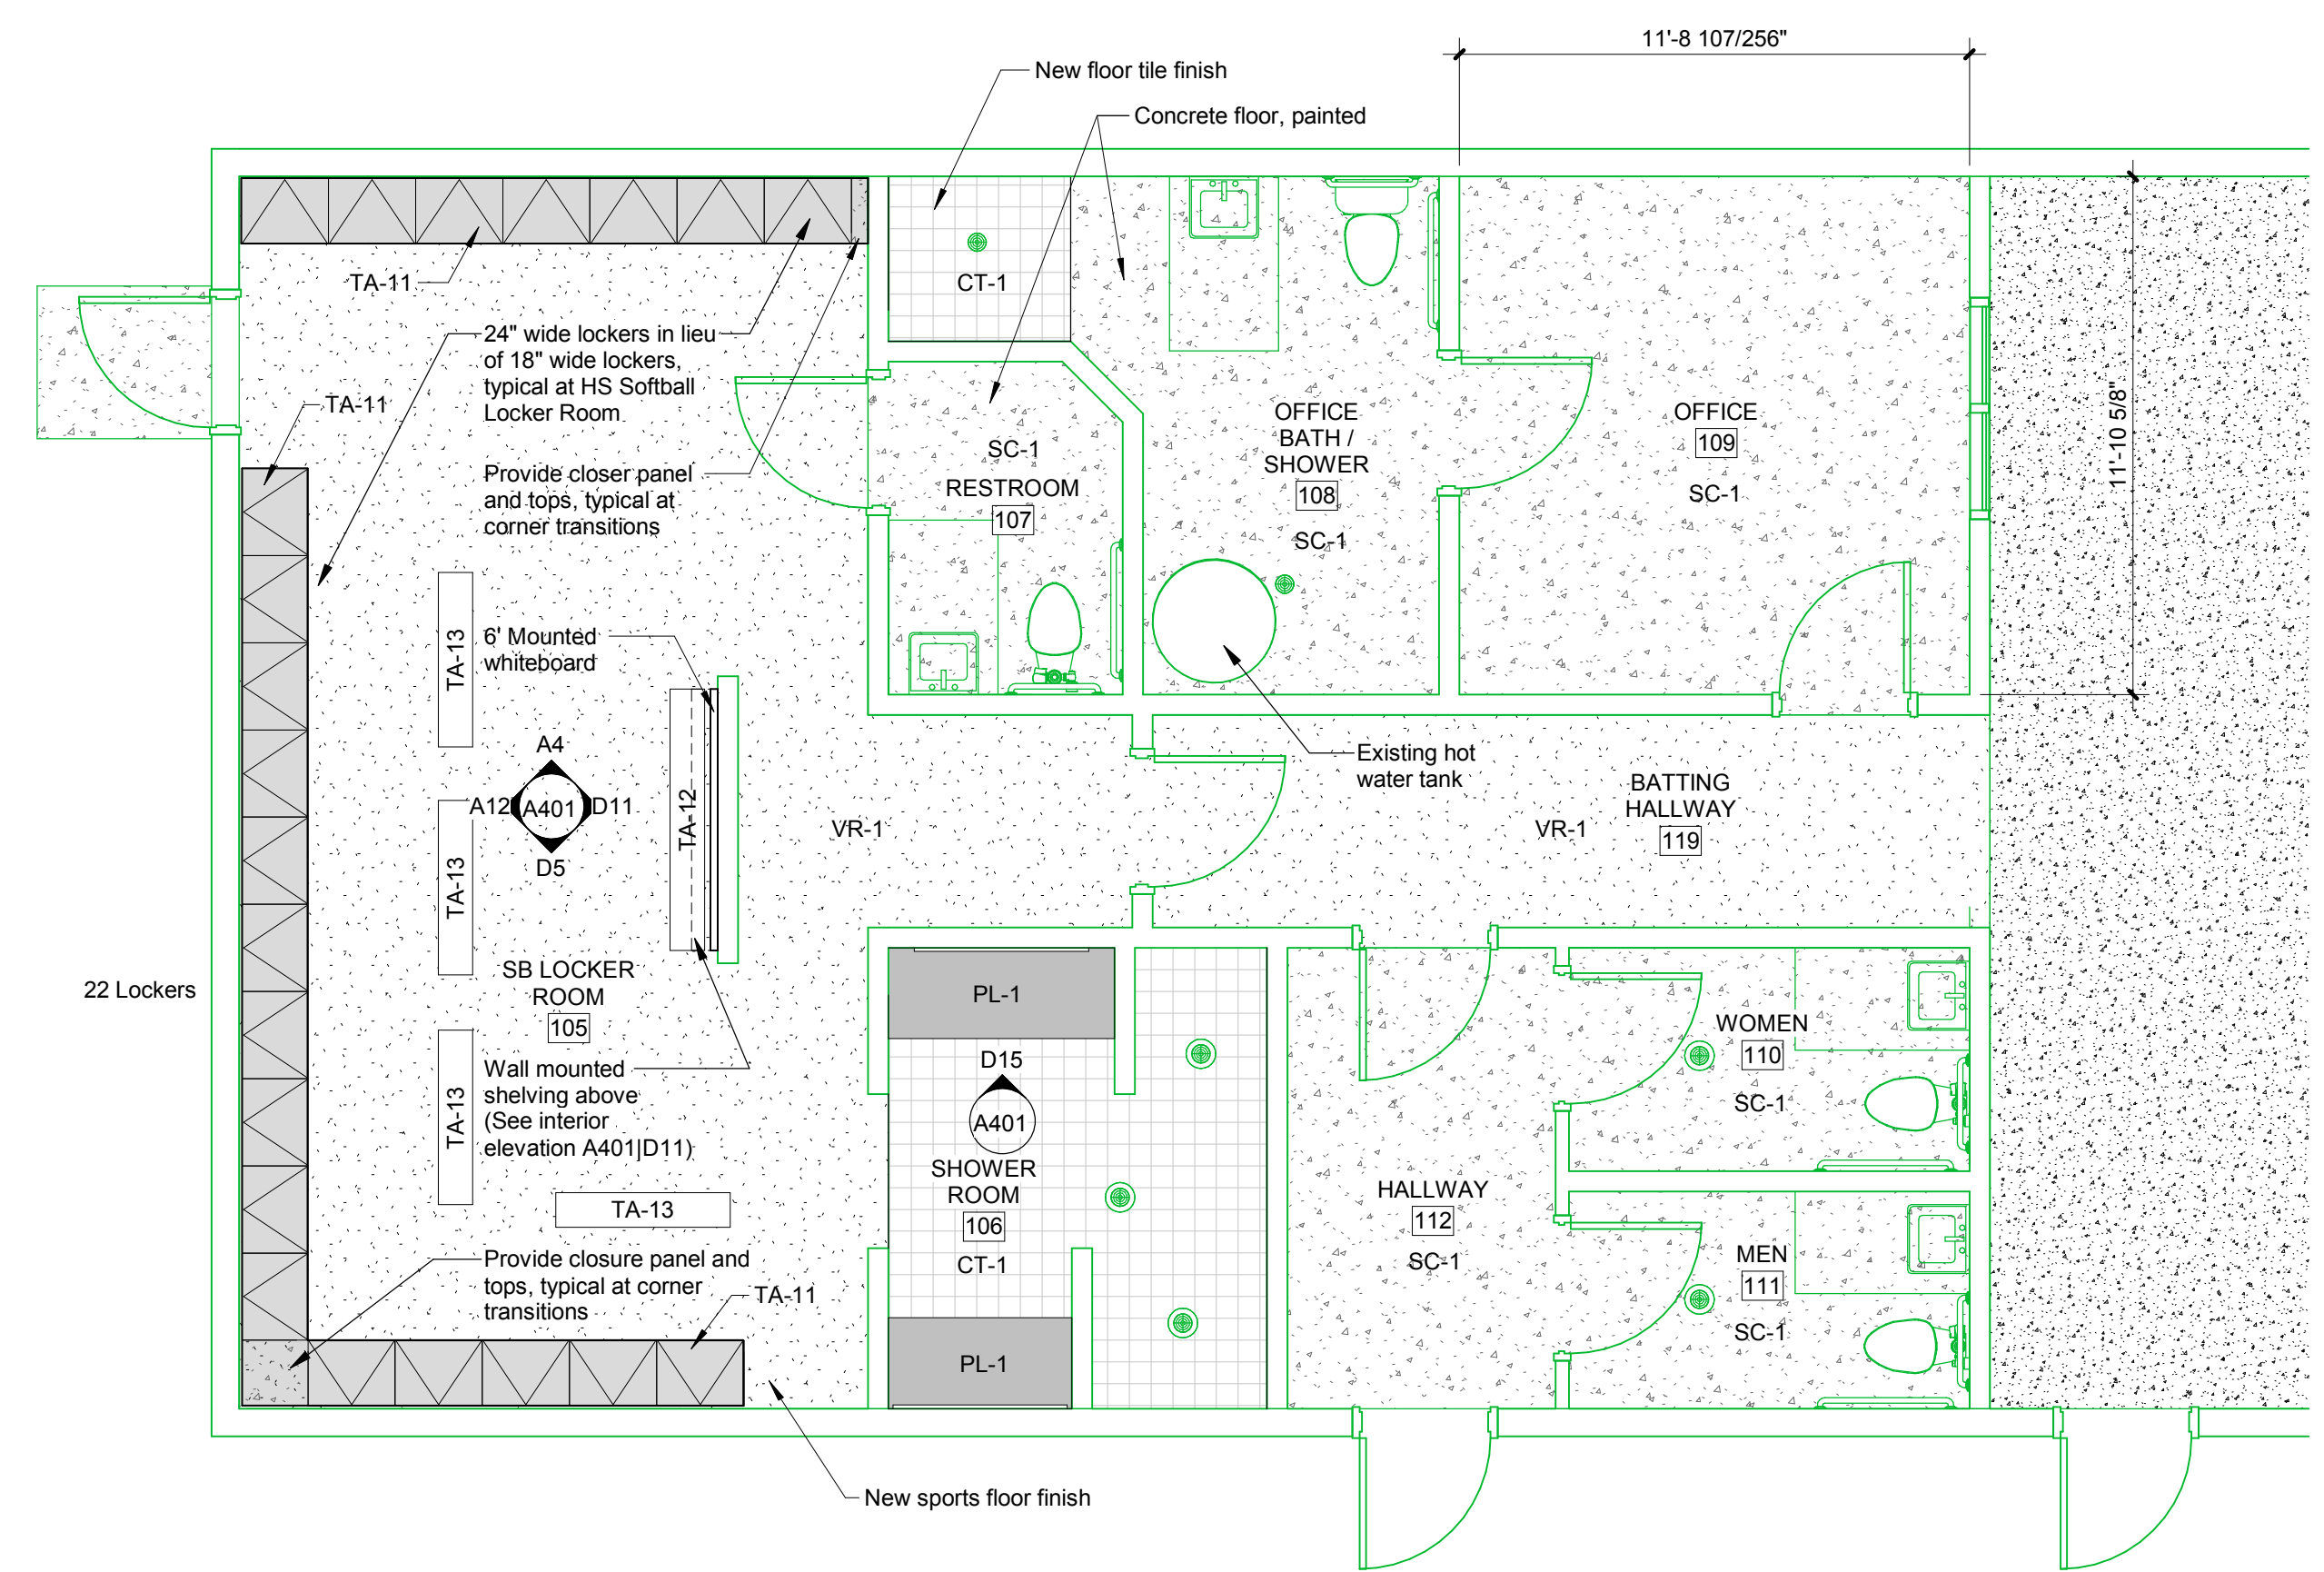 11'-8 107/256"
New floor tile finish
Concrete floor, painted
TA-11
CT-1
24" wide lockers in lieu
of 18" wide lockers,
typical at HS Softball
Locker Room
TA-11
Provide closer panel
and tops, typical at
corner transitions
SC-1
RESTROOM
107
OFFICE
BATH /
SHOWER
108
SC-1
OFFICE
109
SC-1
11'-10 5/8"
TA-13
6' Mounted
whiteboard
A4
A12
A401
D11
D5
TA-12
TA-13
VR-1
Existing hot
water tank
VR-1
BATTING
HALLWAY
119
22 Lockers
SB LOCKER
ROOM
105
TA-13
Wall mounted
shelving above
(See interior
elevation A401|D11)
TA-13
PL-1
D15
A401
SHOWER
ROOM
106
CT-1
PL-1
HALLWAY
112
SC-1
WOMEN
110
SC-1
MEN
111
SC-1
Provide closure panel and
tops, typical at corner
transitions
TA-11
New sports floor finish